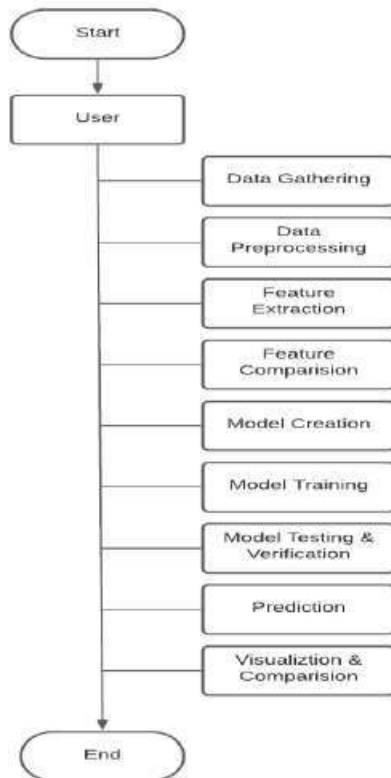 Start
User
Data Gathering
Data
Preprocessing
Feature
Extraction
Feature
Comparision
Model Creation
Model Training
Model Testing &
Verification
Prediction
Visualiztion &
Comparision
End